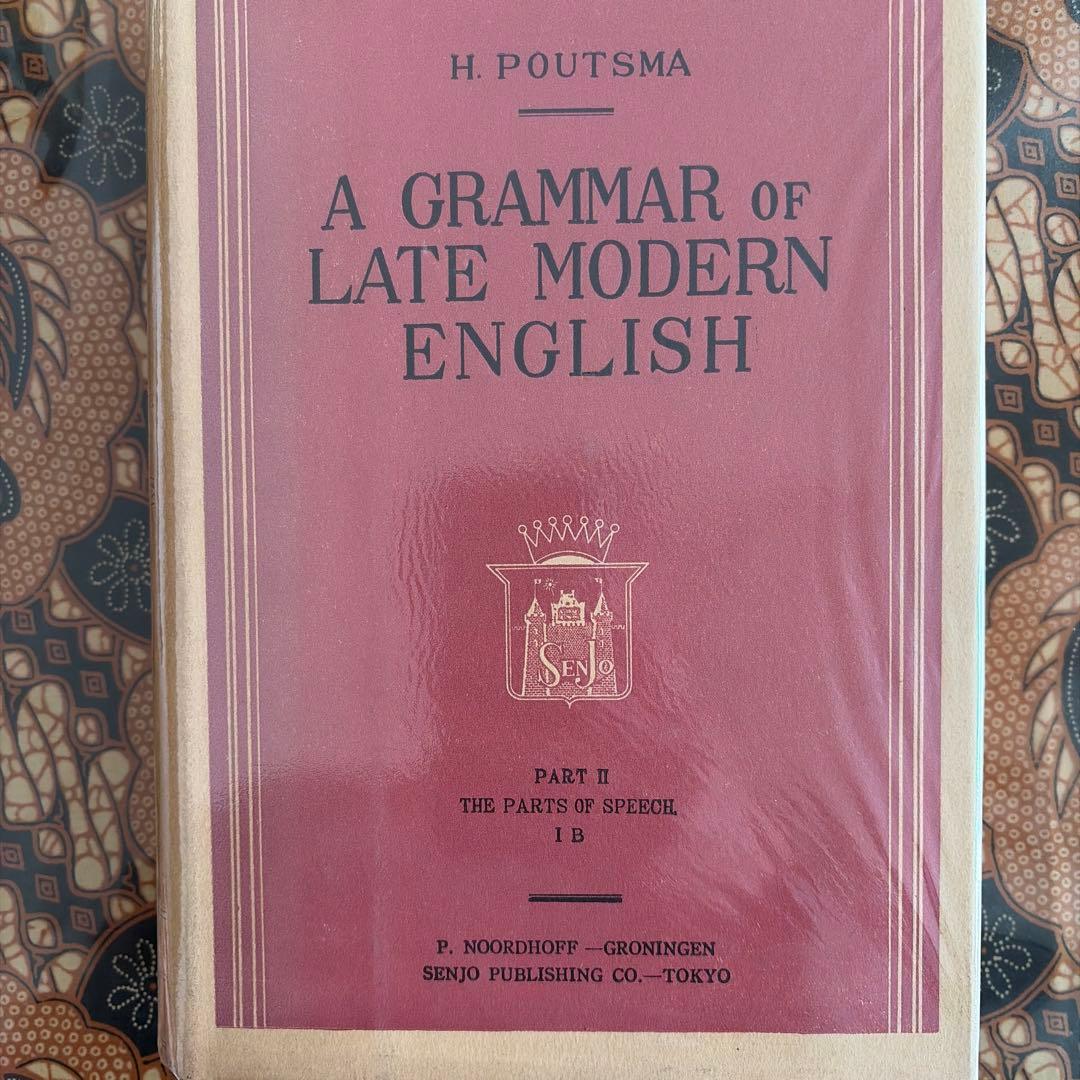 H. POUTSMA
A GRAMMAR OF
LATE MODERN
ENGLISH
SENJO
PART II
THE PARTS OF SPEECH,
I B
P. NOORDHOFF—GRONINGEN
SENJO PUBLISHING CO.—TOKYO